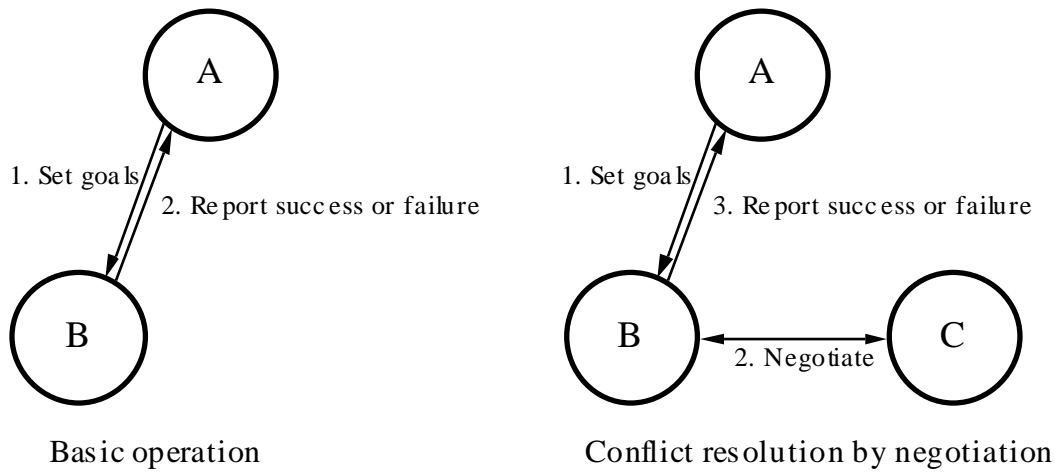 A
1. Set goals
2. Report success or failure
B
Basic operation
A
1. Set goals
3. Report success or failure
B
2. Negotiate
C
Conflict resolution by negotiation